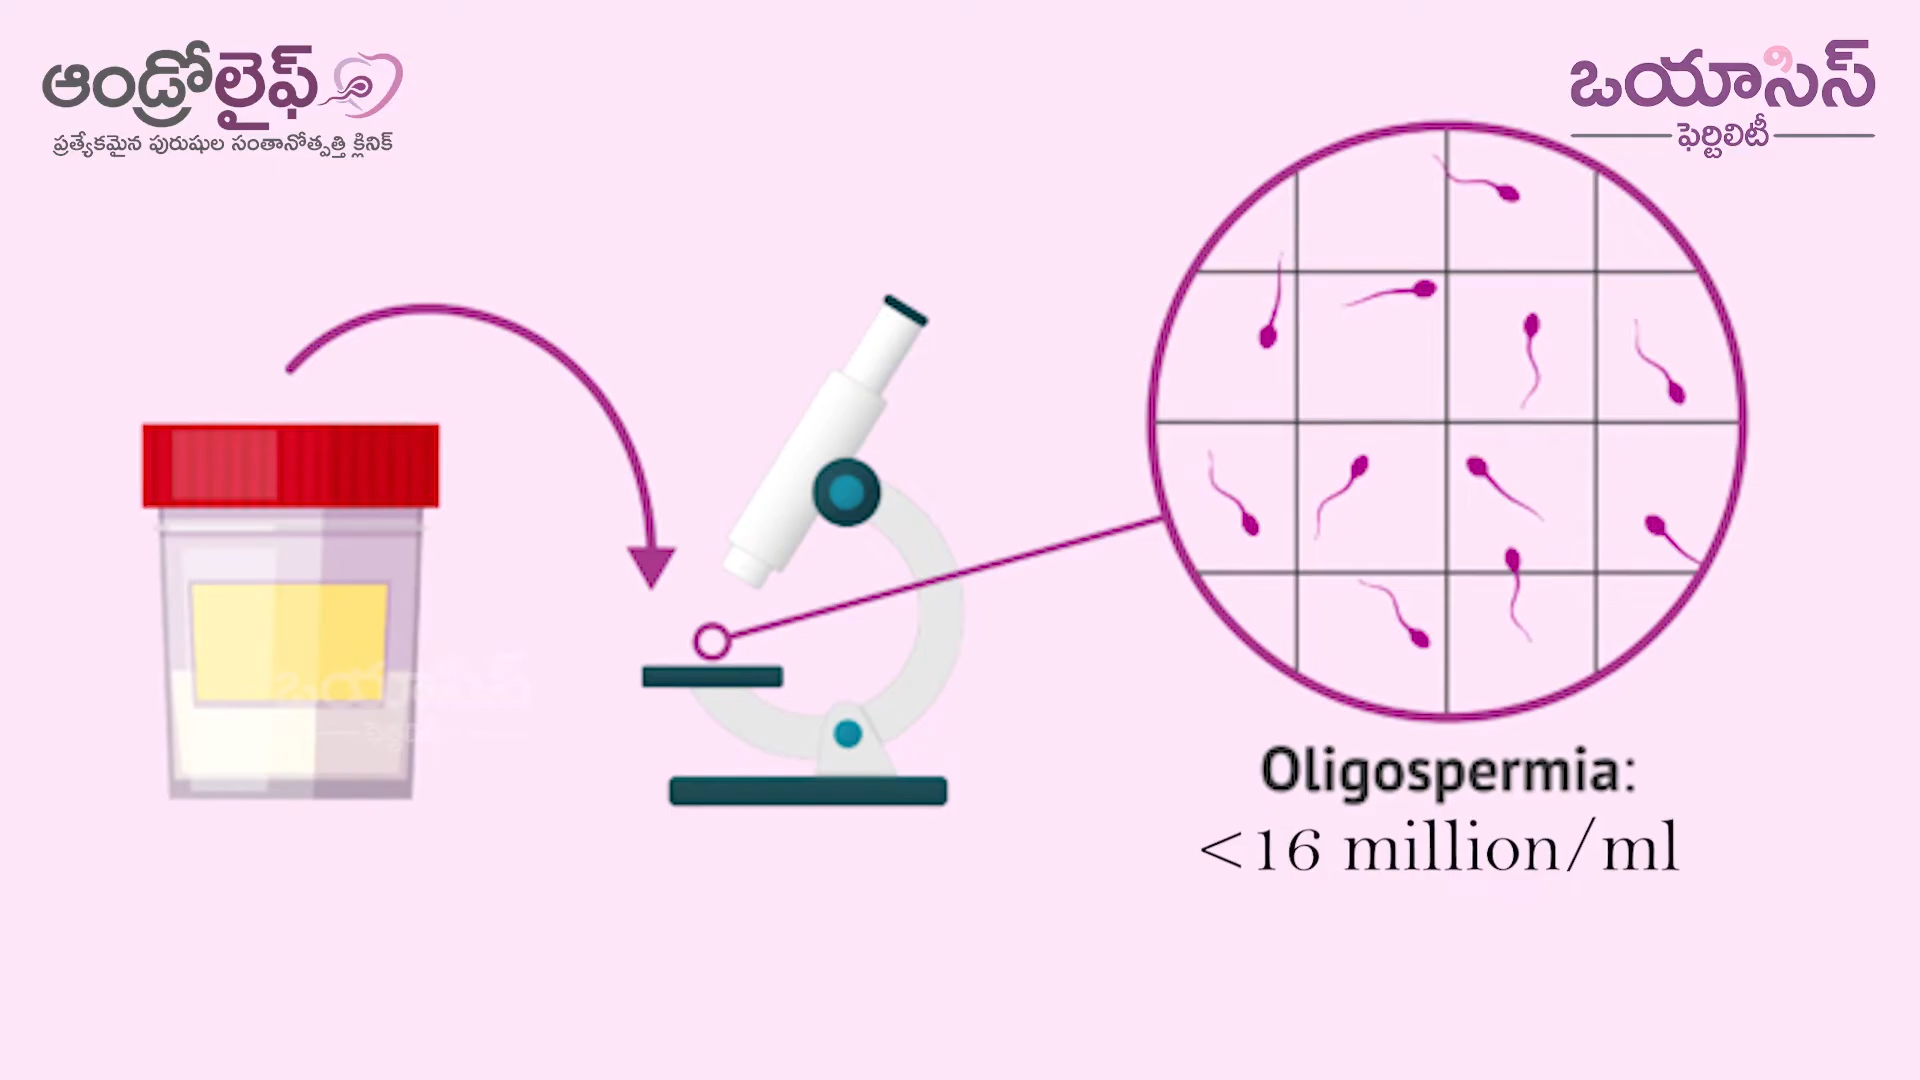 ఆండ్రోలైఫ్
ప్రత్యేకమైన పురుషుల సంతానోత్పత్తి క్లినిక్
ఒయాసిస్
ఫెర్టిలిటీ
Oligospermia:
<16 million/ml